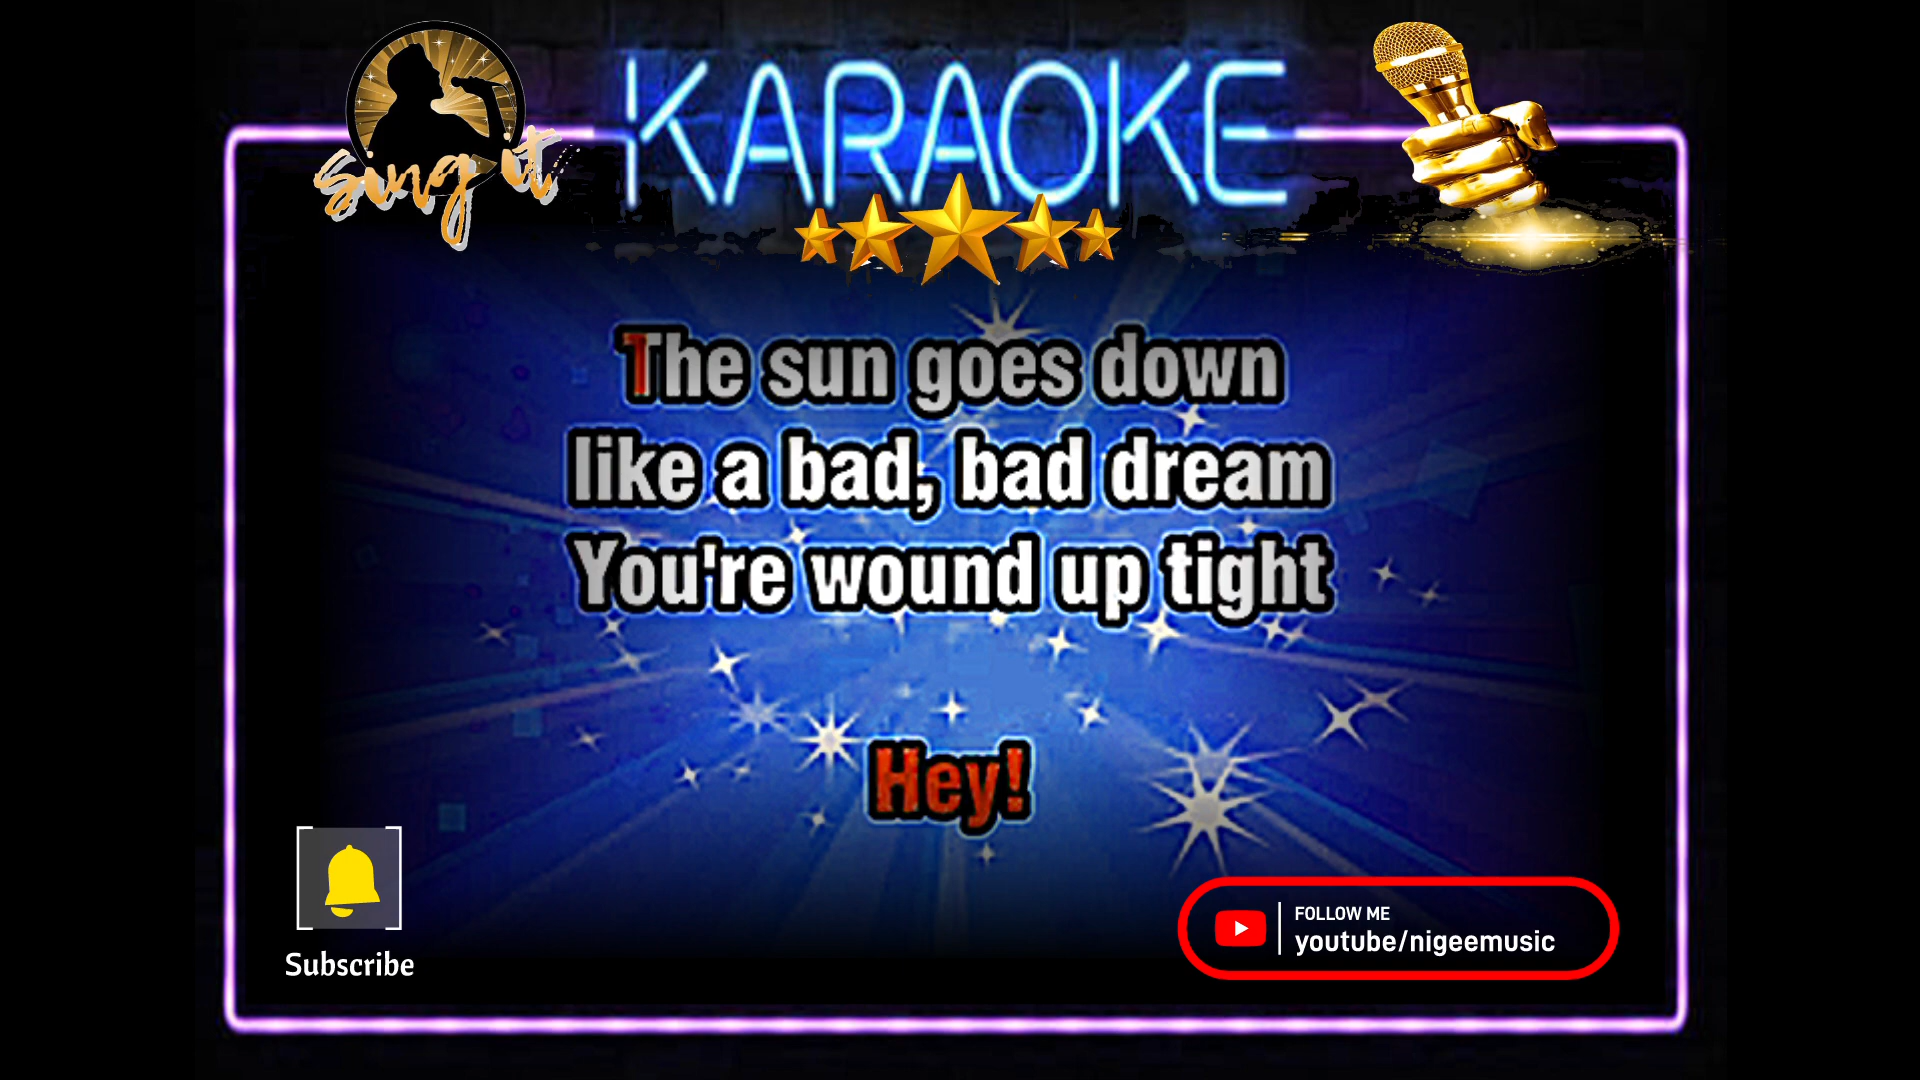 sing it
KARAOKE
The sun goes down
like a bad, bad dream
You're wound up tight
Hey!
Subscribe
FOLLOW ME
youtube/nigeemusic